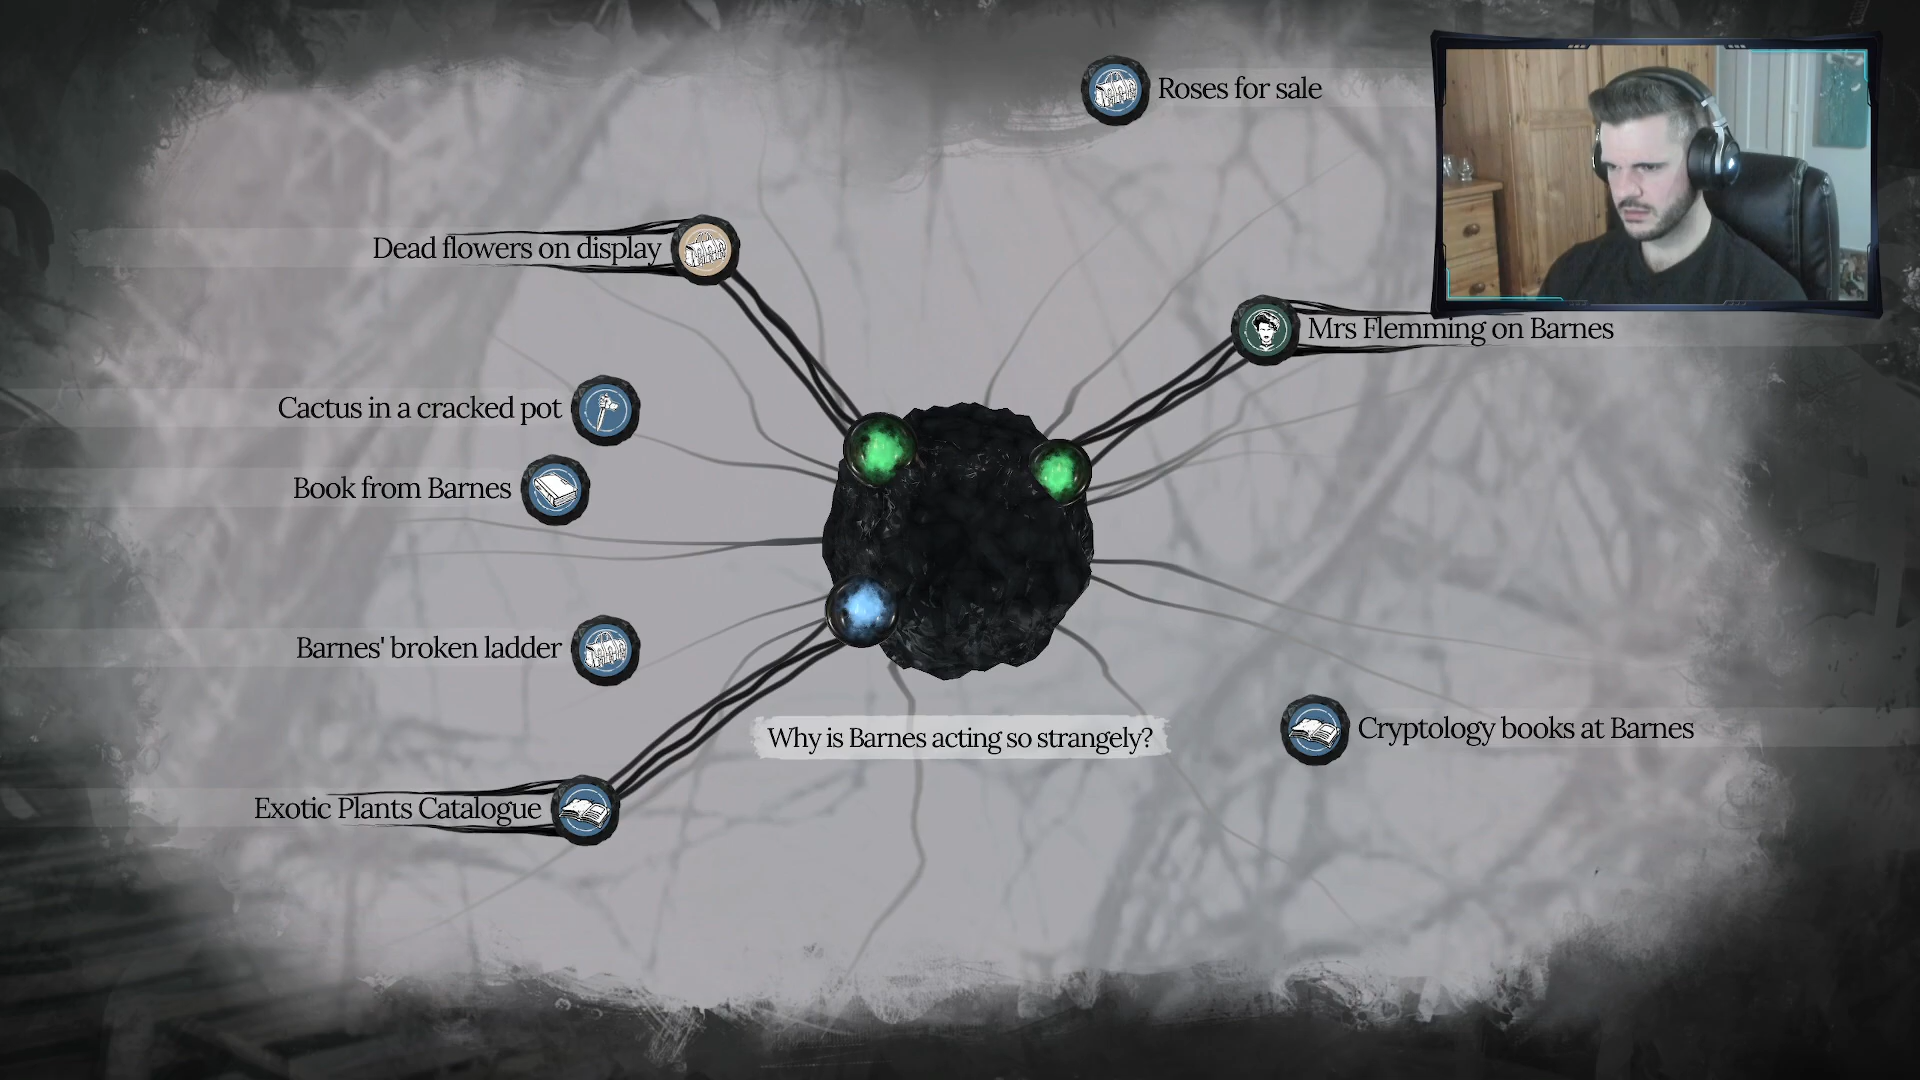 Roses for sale
Dead flowers on display
Mrs Flemming on Barnes
Cactus in a cracked pot
Book from Barnes
Barnes' broken ladder
Cryptology books at Barnes
Why is Barnes acting so strangely?
Exotic Plants Catalogue